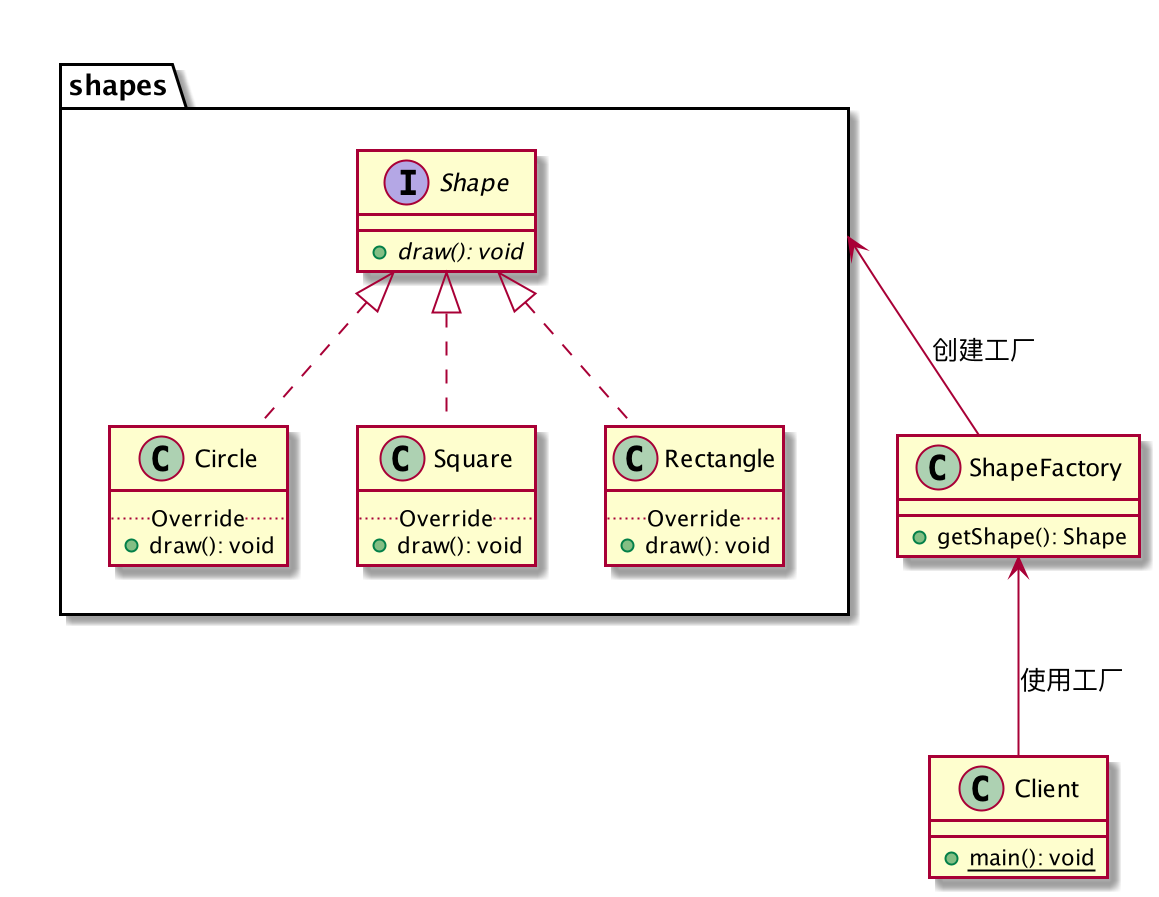 shapes
I Shape
draw(): void
C Circle
Override
draw(): void
C Square
Override
draw(): void
C Rectangle
Override
draw(): void
创建工厂
C ShapeFactory
getShape(): Shape
使用工厂
C Client
main(): void